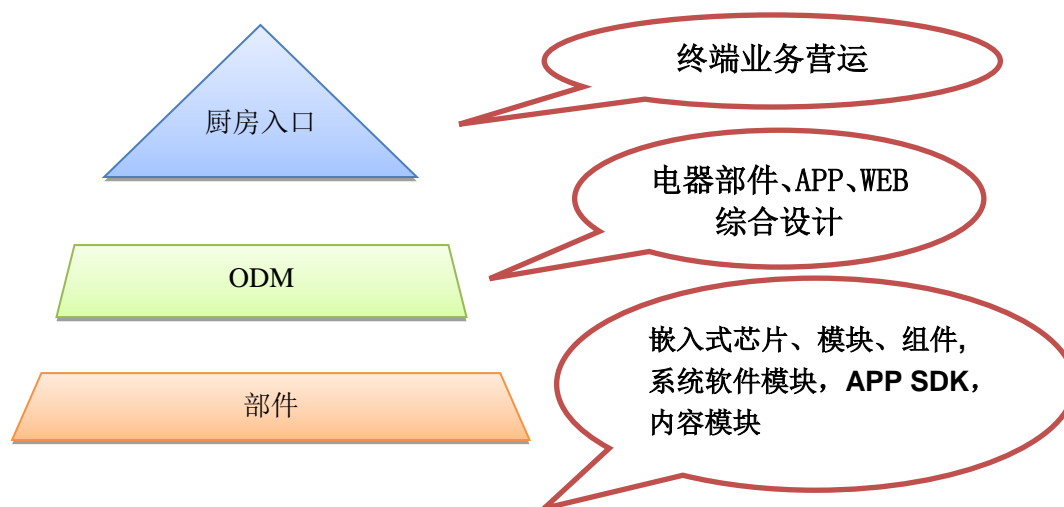 终端业务营运
厨房入口
电器部件、APP、WEB
综合设计
ODM
嵌入式芯片、模块、组件,
系统软件模块，APP SDK，
内容模块
部件